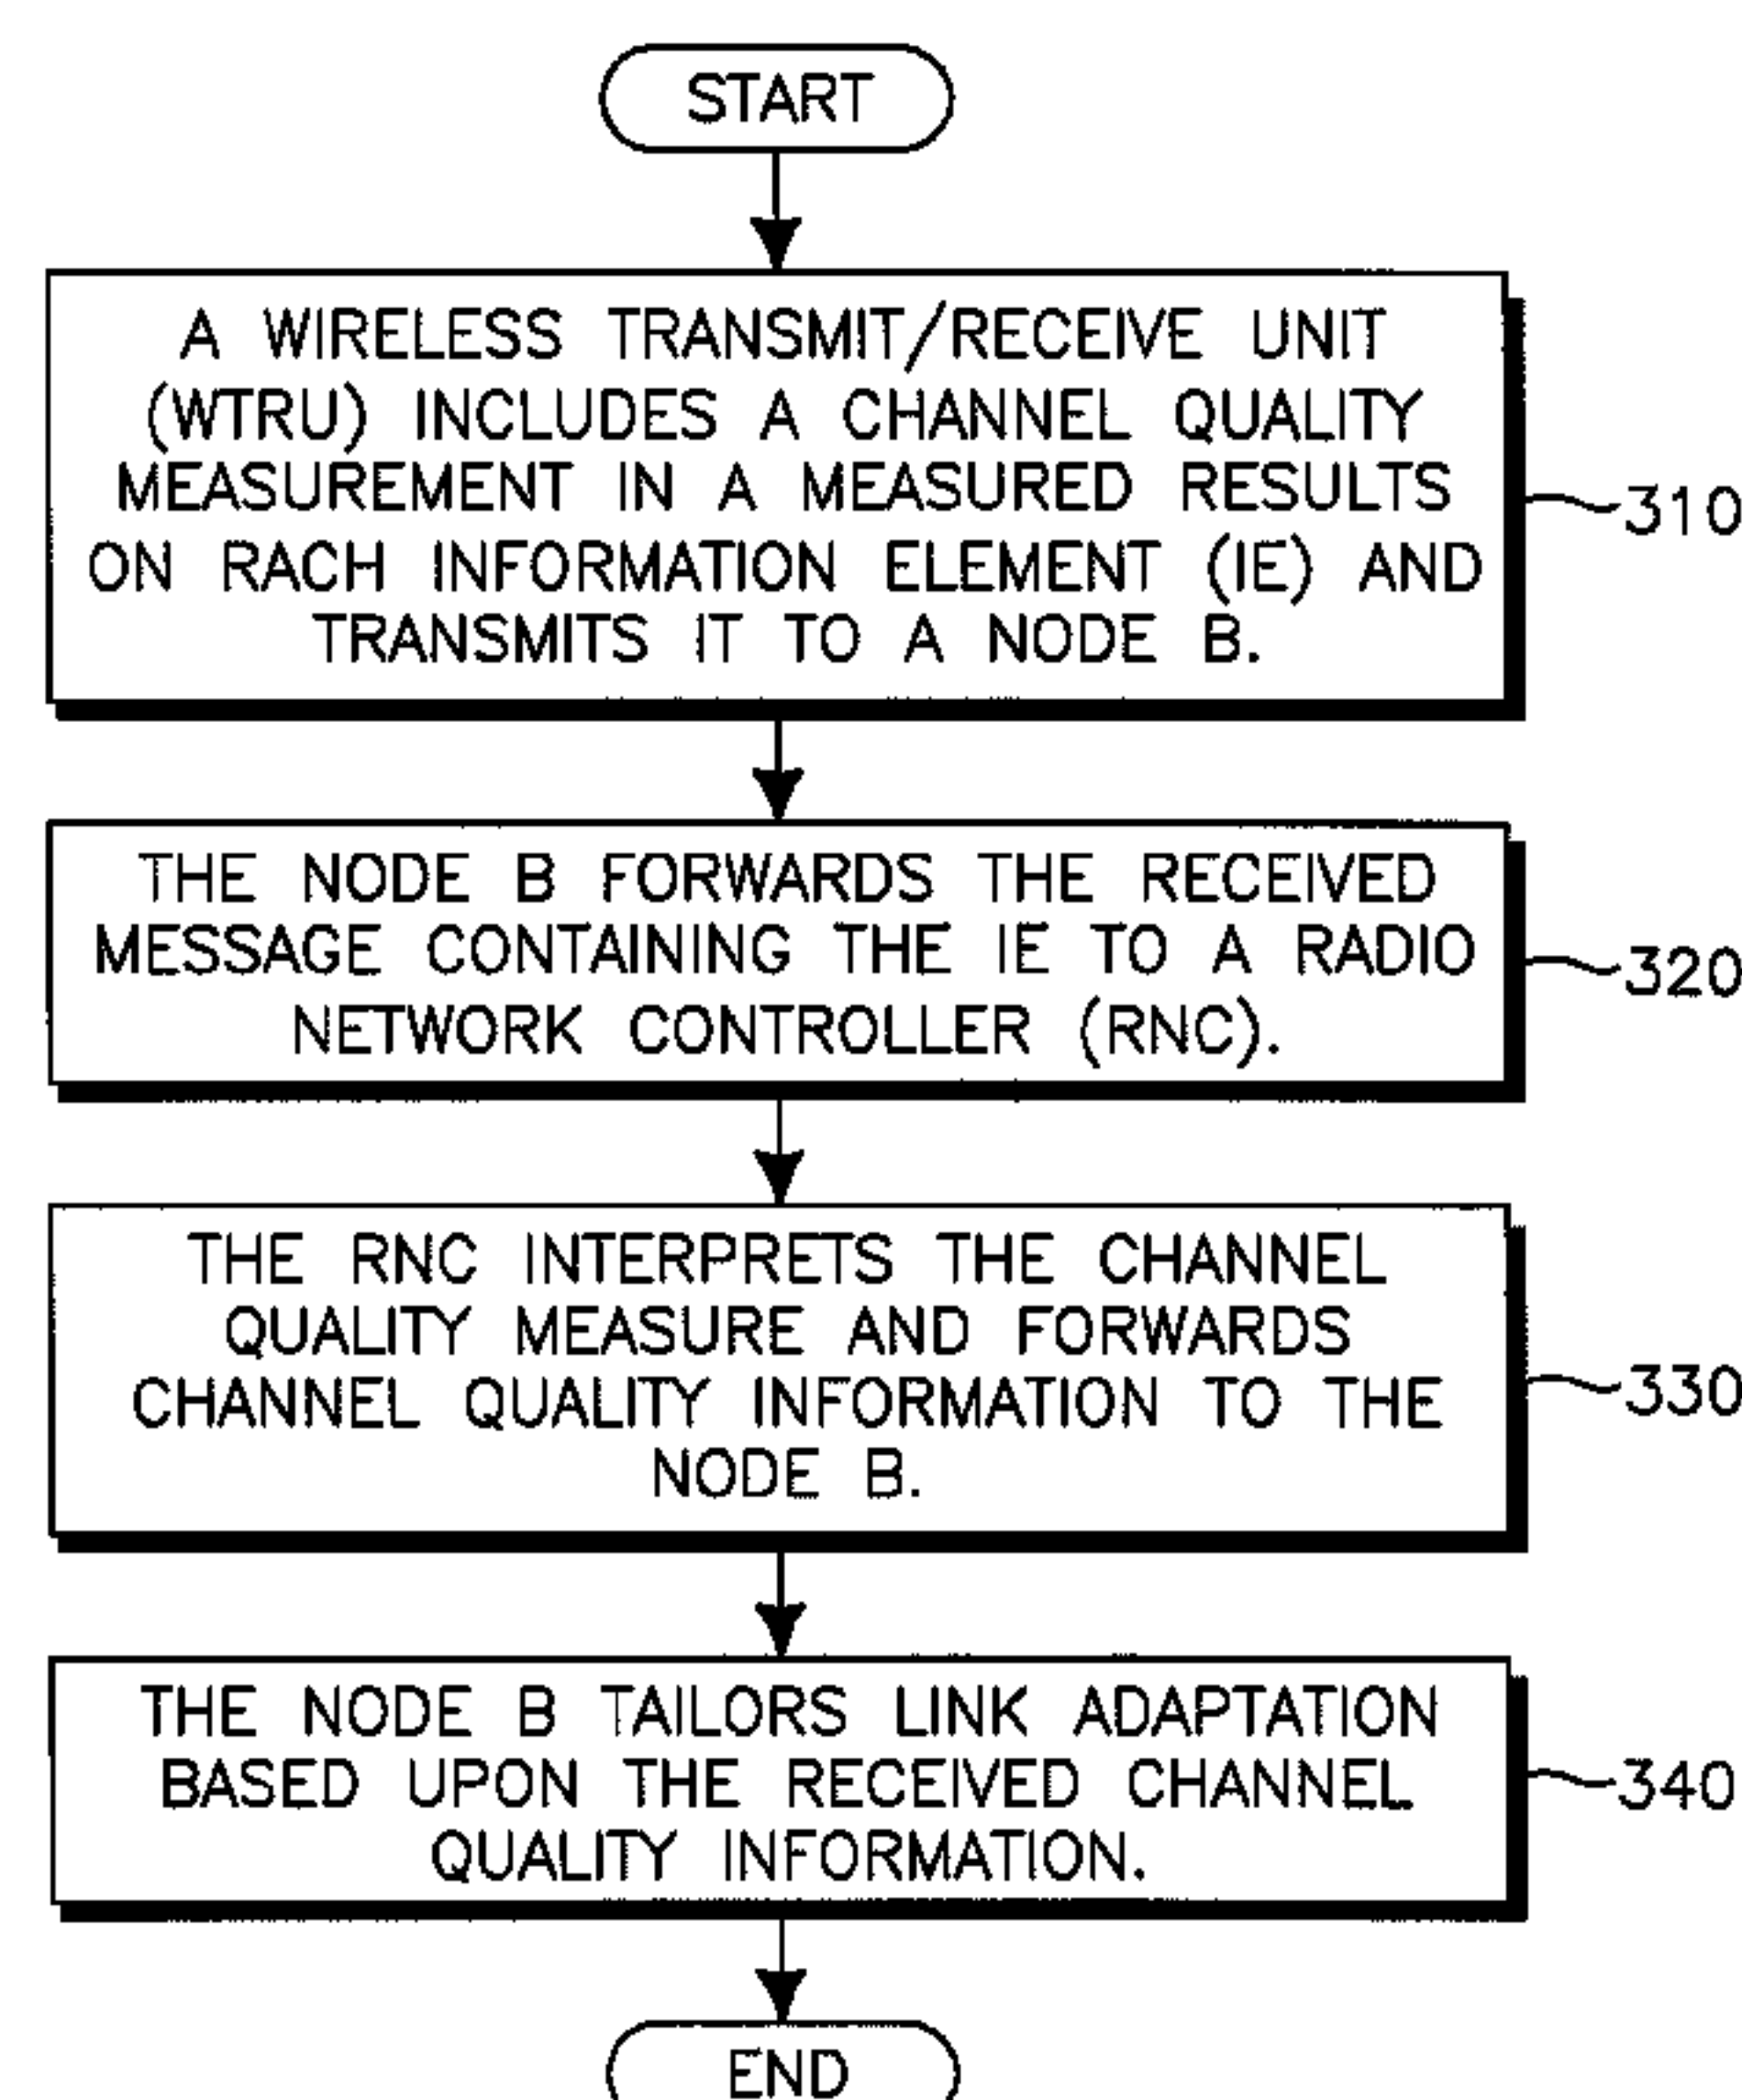 START
A WIRELESS TRANSMIT/RECEIVE UNIT
(WTRU) INCLUDES A CHANNEL QUALITY
MEASUREMENT IN A MEASURED RESULTS
ON RACH INFORMATION ELEMENT (IE) AND
TRANSMITS IT TO A NODE B.
310
THE NODE B FORWARDS THE RECEIVED
MESSAGE CONTAINING THE IE TO A RADIO
NETWORK CONTROLLER (RNC).
320
THE RNC INTERPRETS THE CHANNEL
QUALITY MEASURE AND FORWARDS
CHANNEL QUALITY INFORMATION TO THE
NODE B.
330
THE NODE B TAILORS LINK ADAPTATION
BASED UPON THE RECEIVED CHANNEL
QUALITY INFORMATION.
340
END